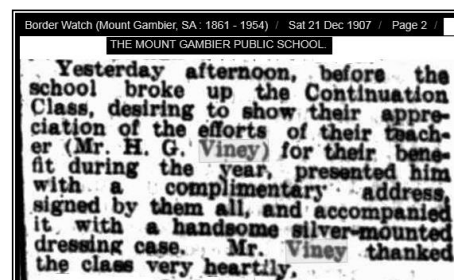 Border Watch (Mount Gambier, SA : 1861 - 1954) / Sat 21 Dec 1907 / Page 2 /
THE MOUNT GAMBIER PUBLIC SCHOOL.
Yesterday afternoon, before the
school broke up the Continuation
Class, desiring to show their appre-
ciation of the efforts of their teach-
er (Mr. H. G. Viney) for their bene-
fit during the year, presented him
with a complimentary address,
signed by them all, and accompanied
it with a handsome silver-mounted
dressing case. Mr. Viney thanked
the class very heartily.